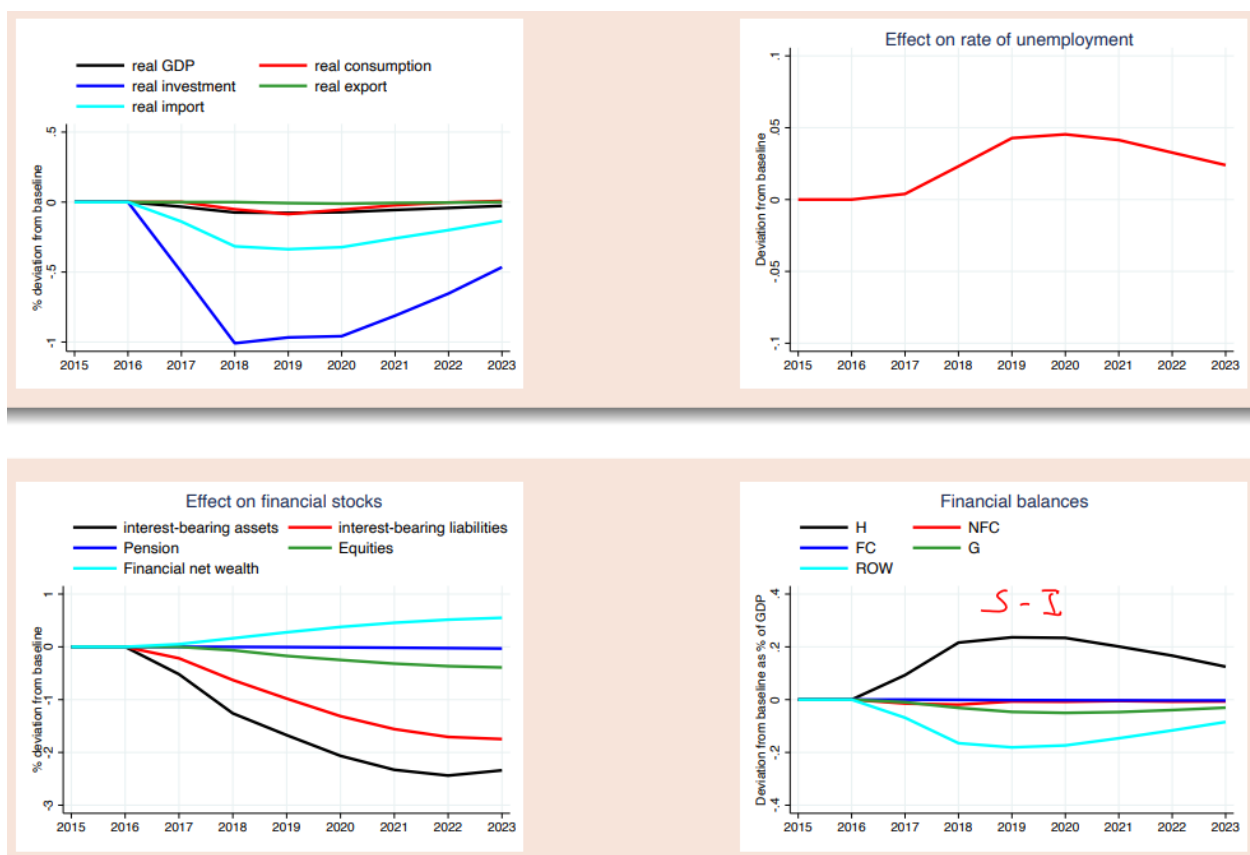 real GDP real consumption
real investment real export
real import
% deviation from baseline
.5
0
-.5
-1
2015 2016 2017 2018 2019 2020 2021 2022 2023
Effect on rate of unemployment
Deviation from baseline
.1
.05
0
-.05
-.1
2015 2016 2017 2018 2019 2020 2021 2022 2023
Effect on financial stocks
interest-bearing assets interest-bearing liabilities
Pension Equities
Financial net wealth
% deviation from baseline
1
0
-1
-2
-3
2015 2016 2017 2018 2019 2020 2021 2022 2023
Financial balances
H NFC
FC G
ROW
S - I
Deviation from baseline as % of GDP
.4
.2
0
-.2
-.4
2015 2016 2017 2018 2019 2020 2021 2022 2023